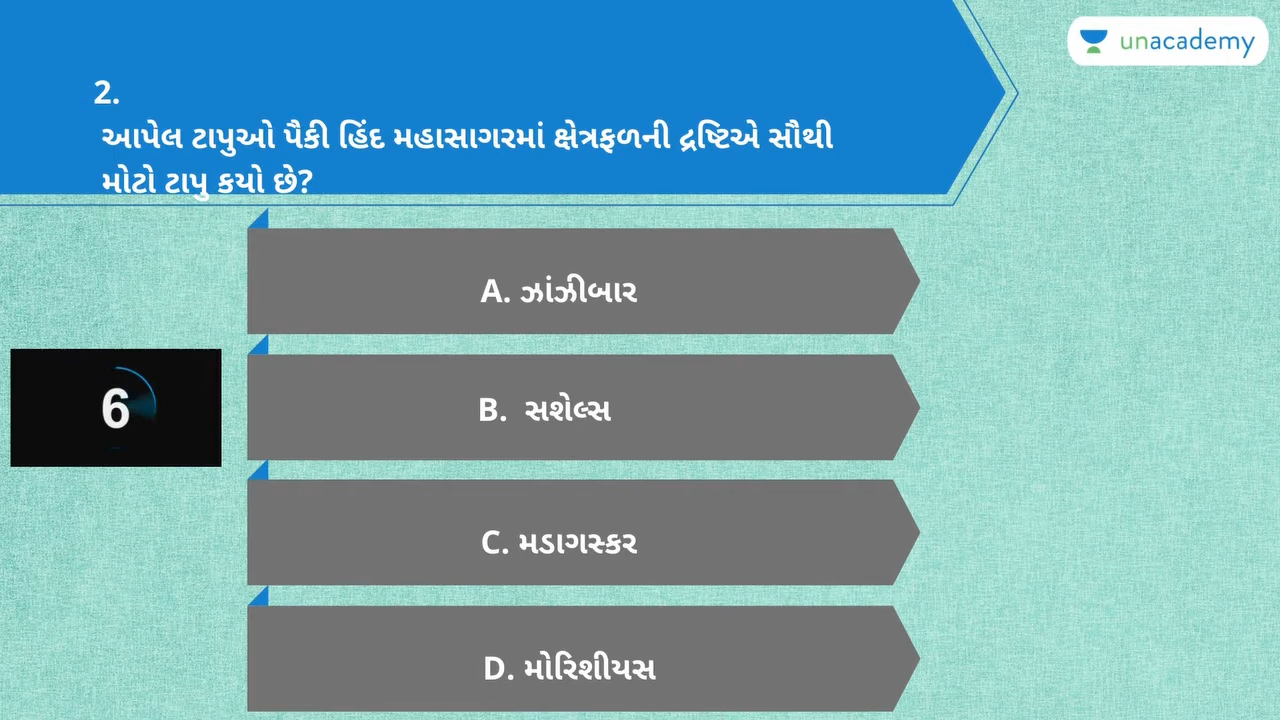 unacademy
2.
આપેલ ટાપુઓ પૈકી હિંદ મહાસાગરમાં ક્ષેત્રફળની દ્રષ્ટિએ સૌથી
મોટો ટાપુ કયો છે?
A. ઝાંઝીબાર
6
B. સશેલ્સ
C. મડાગસ્કર
D. મોરિશીયસ